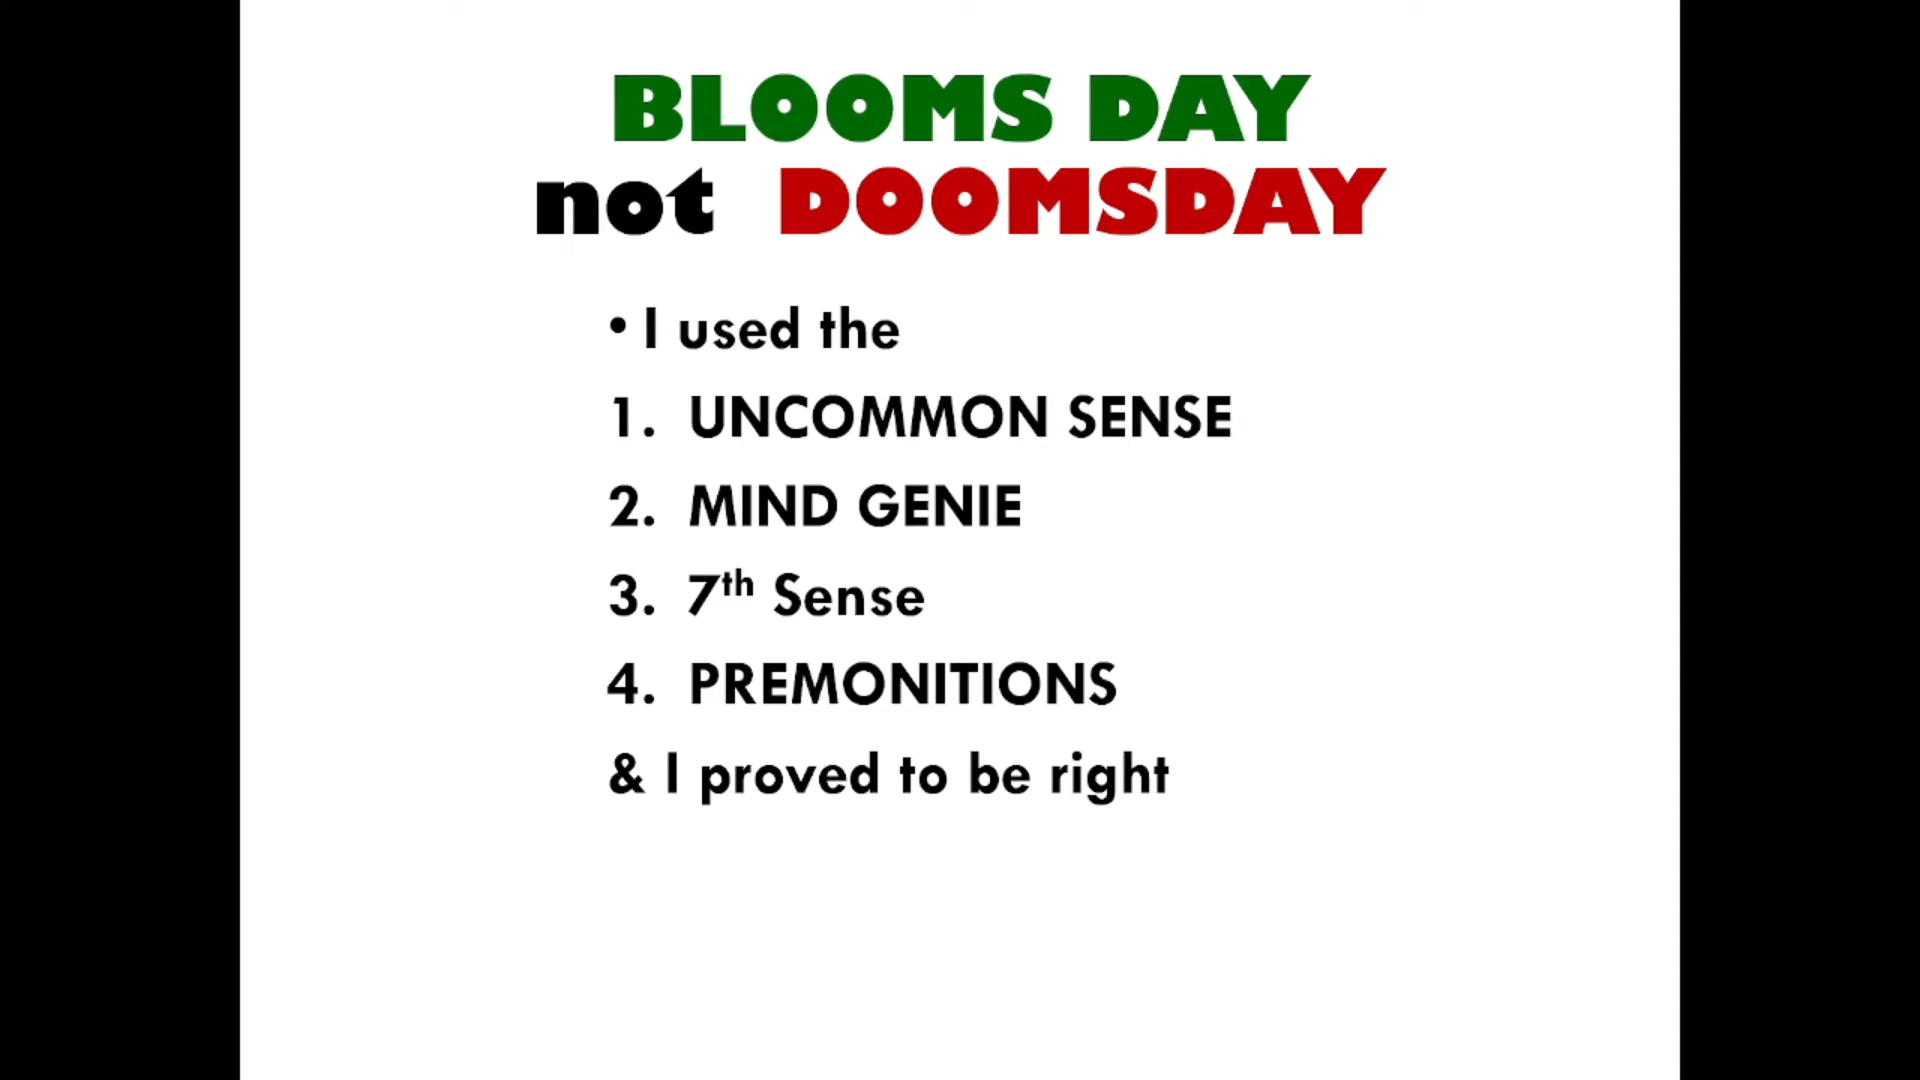 BLOOMS DAY
not DOOMSDAY
• I used the
1. UNCOMMON SENSE
2. MIND GENIE
3. 7th Sense
4. PREMONITIONS
& I proved to be right